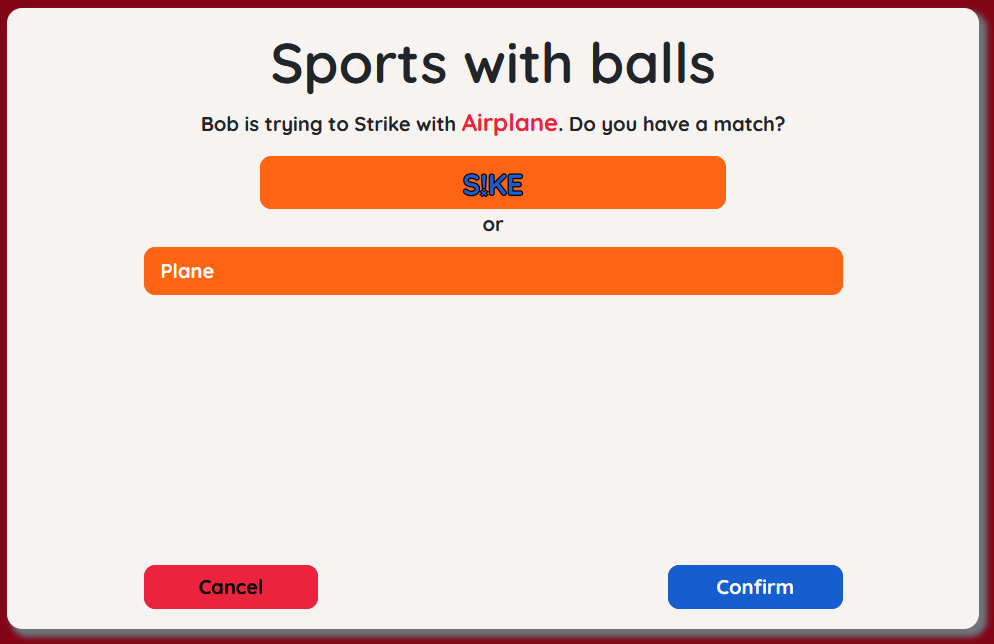 Sports with balls
Bob is trying to Strike with Airplane. Do you have a match?
S!KE
or
Plane
Cancel Confirm